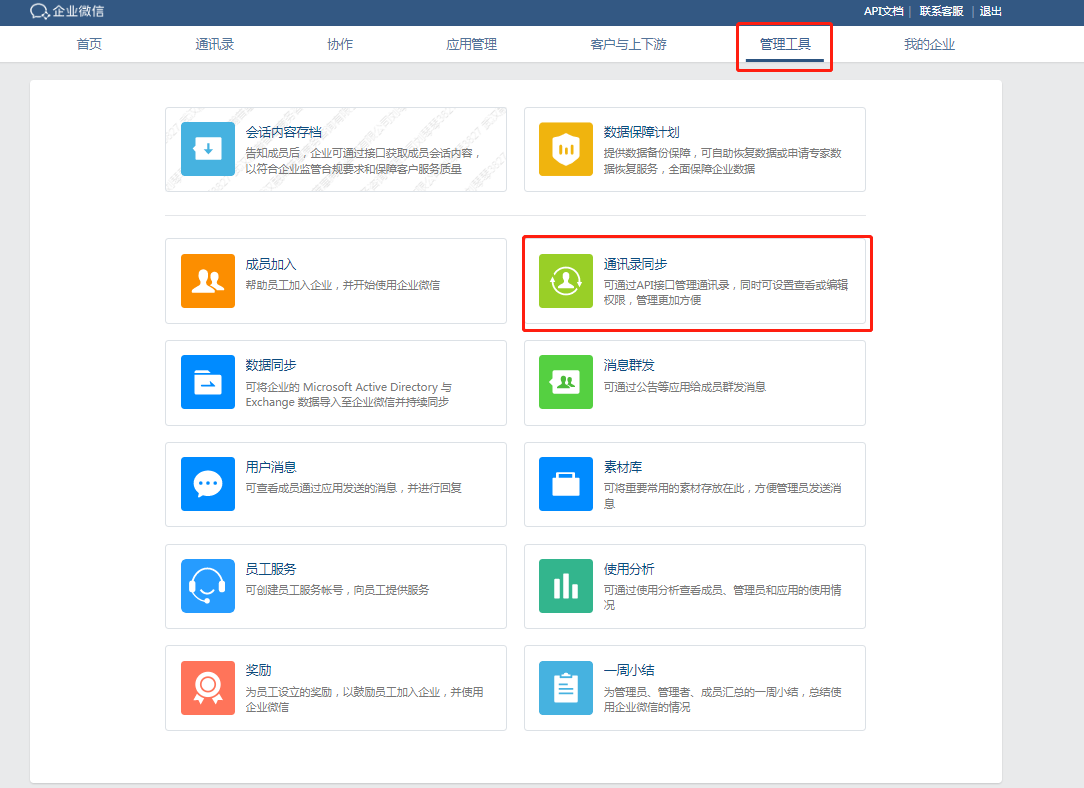 企业微信
API文档 | 联系客服 | 退出
首页 通讯录 协作 应用管理 客户与上下游 管理工具 我的企业
会话内容存档
告知成员后，企业可通过接口获取成员会话内容，
以符合企业监管合规要求和保障客户服务质量
数据保障计划
提供数据备份保障，可自助恢复数据或申请专家数
据恢复服务，全面保障企业数据
成员加入
帮助员工加入企业，并开始使用企业微信
通讯录同步
可通过API接口管理通讯录，同时可设置查看或编辑
权限，管理更加方便
数据同步
可将企业的 Microsoft Active Directory 与
Exchange 数据导入至企业微信并持续同步
消息群发
可通过公告等应用给成员群发消息
用户消息
可查看成员通过应用发送的消息，并进行回复
素材库
可将重要常用的素材存放在此，方便管理员发送消
息
员工服务
可创建员工服务帐号，向员工提供服务
使用分析
可通过使用分析查看成员、管理员和应用的使用情
况
奖励
为员工设立的奖励，以鼓励员工加入企业，并使用
企业微信
一周小结
为管理员、管理者、成员汇总的一周小结，总结使
用企业微信的情况